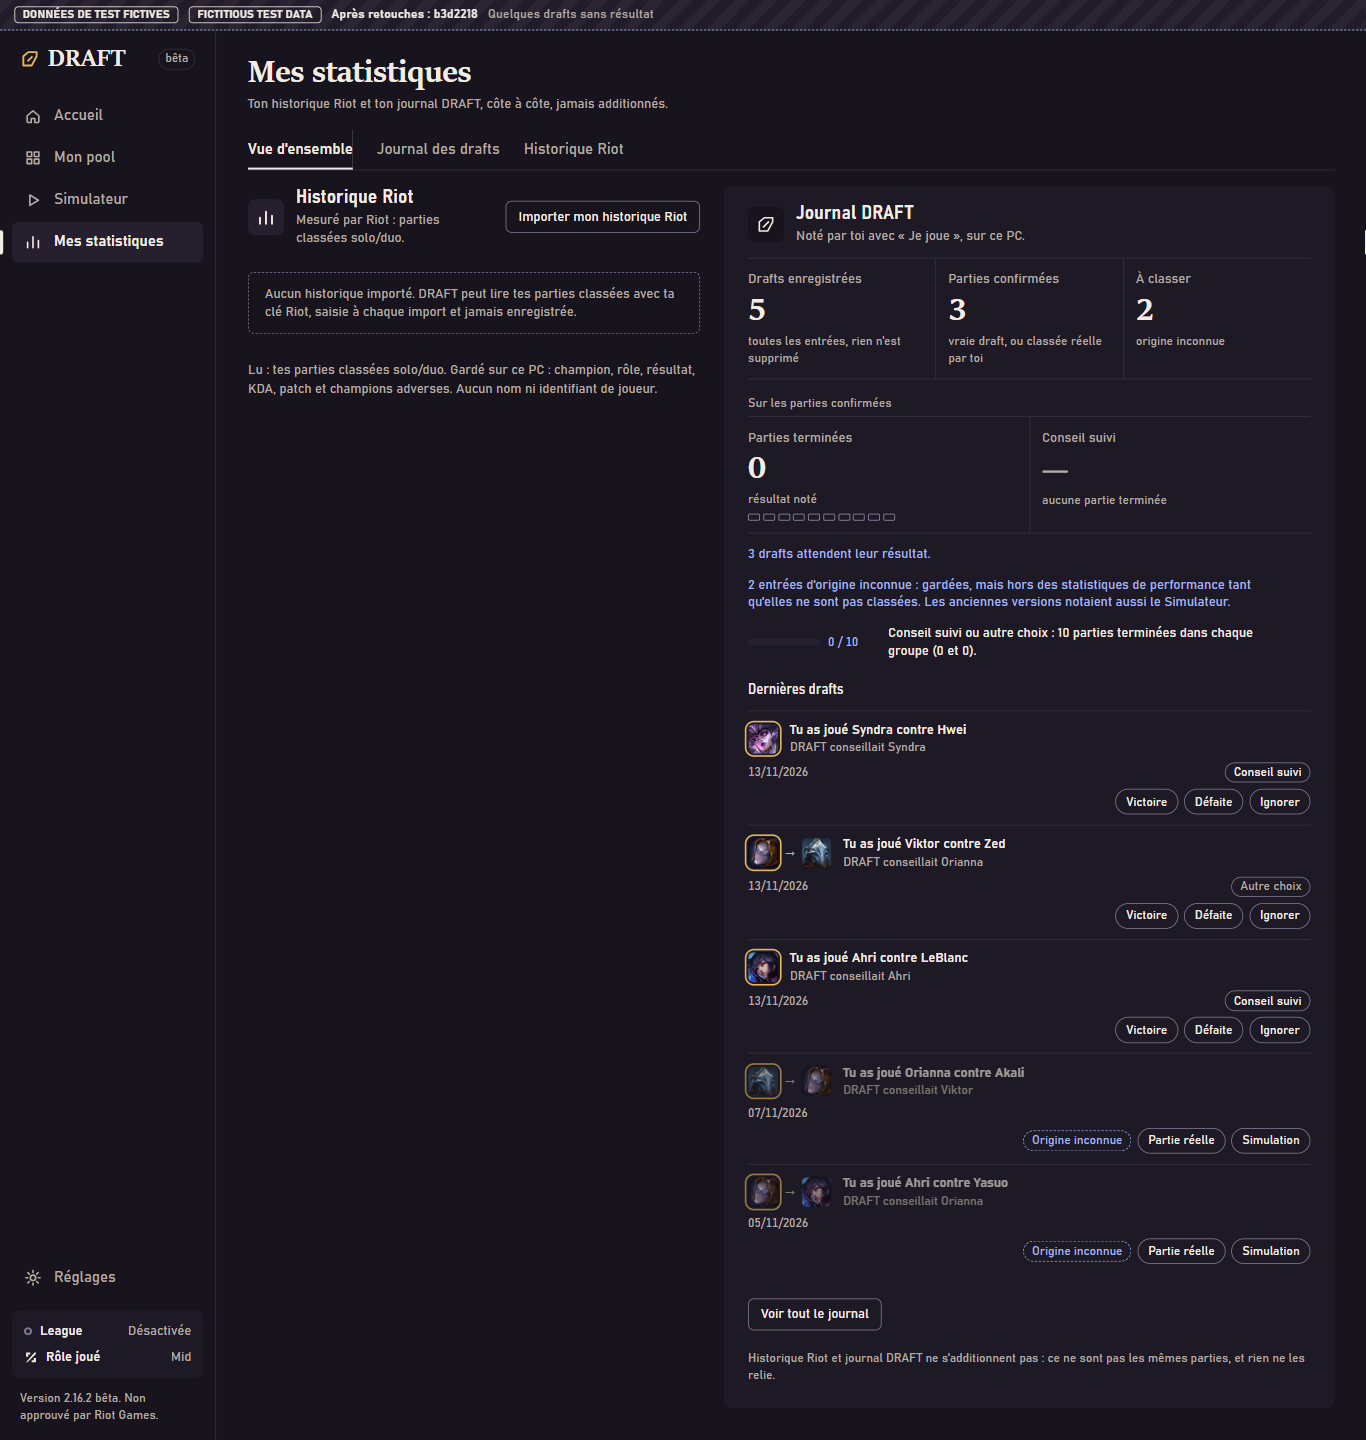 DONNÉES DE TEST FICTIVES FICTITIOUS TEST DATA Après retouches : b3d2218 Quelques drafts sans résultat
DRAFT bêta
Accueil
Mon pool
Simulateur
Mes statistiques
Réglages
League Désactivée
Rôle joué Mid
Version 2.16.2 bêta. Non
approuvé par Riot Games.
Mes statistiques
Ton historique Riot et ton journal DRAFT, côte à côte, jamais additionnés.
Vue d'ensemble Journal des drafts Historique Riot
Historique Riot
Mesuré par Riot : parties
classées solo/duo.
Importer mon historique Riot
Aucun historique importé. DRAFT peut lire tes parties classées avec ta
clé Riot, saisie à chaque import et jamais enregistrée.
Lu : tes parties classées solo/duo. Gardé sur ce PC : champion, rôle, résultat,
KDA, patch et champions adverses. Aucun nom ni identifiant de joueur.
Journal DRAFT
Noté par toi avec « Je joue », sur ce PC.
Drafts enregistrées
5
toutes les entrées, rien n'est
supprimé
Parties confirmées
3
vraie draft, ou classée réelle
par toi
À classer
2
origine inconnue
Sur les parties confirmées
Parties terminées
0
résultat noté
Conseil suivi
—
aucune partie terminée
3 drafts attendent leur résultat.
2 entrées d'origine inconnue : gardées, mais hors des statistiques de performance tant
qu'elles ne sont pas classées. Les anciennes versions notaient aussi le Simulateur.
0 / 10
Conseil suivi ou autre choix : 10 parties terminées dans chaque
groupe (0 et 0).
Dernières drafts
Tu as joué Syndra contre Hwei
DRAFT conseillait Syndra
13/11/2026 Conseil suivi
Victoire Défaite Ignorer
→ Tu as joué Viktor contre Zed
DRAFT conseillait Orianna
13/11/2026 Autre choix
Victoire Défaite Ignorer
Tu as joué Ahri contre LeBlanc
DRAFT conseillait Ahri
13/11/2026 Conseil suivi
Victoire Défaite Ignorer
→ Tu as joué Orianna contre Akali
DRAFT conseillait Viktor
07/11/2026
Origine inconnue Partie réelle Simulation
→ Tu as joué Ahri contre Yasuo
DRAFT conseillait Orianna
05/11/2026
Origine inconnue Partie réelle Simulation
Voir tout le journal
Historique Riot et journal DRAFT ne s'additionnent pas : ce ne sont pas les mêmes parties, et rien ne les
relie.